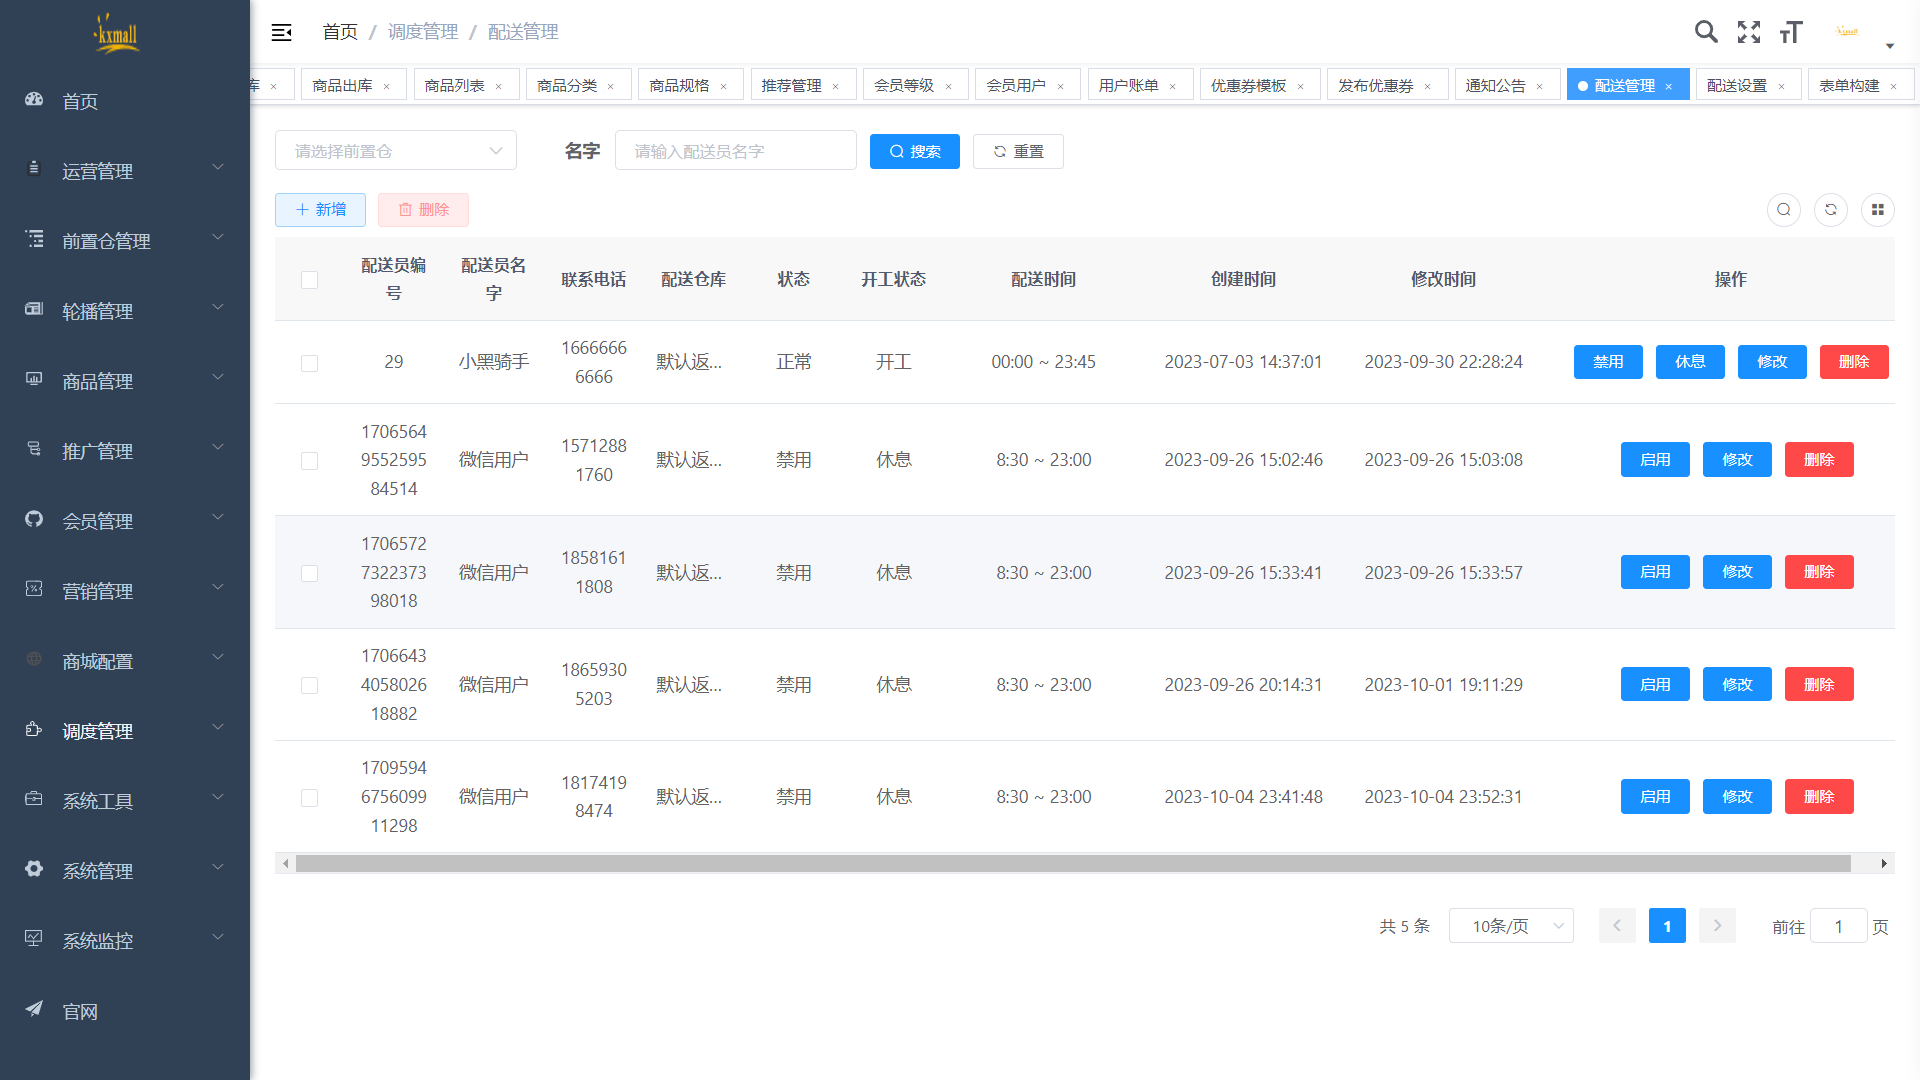 kxmall
首页 / 调度管理 / 配送管理
库 × 商品出库 × 商品列表 × 商品分类 × 商品规格 × 推荐管理 × 会员等级 × 会员用户 × 用户账单 × 优惠券模板 × 发布优惠券 × 通知公告 × 配送管理 × 配送设置 × 表单构建 ×
首页
运营管理
前置仓管理
轮播管理
商品管理
推广管理
会员管理
营销管理
商城配置
调度管理
系统工具
系统管理
系统监控
官网
请选择前置仓 名字 请输入配送员名字 搜索 重置
新增 删除
配送员编号 配送员名字 联系电话 配送仓库 状态 开工状态 配送时间 创建时间 修改时间 操作
29 小黑骑手 16666666666 默认返... 正常 开工 00:00 ~ 23:45 2023-07-03 14:37:01 2023-09-30 22:28:24 禁用 休息 修改 删除
1706564955259584514 微信用户 15712881760 默认返... 禁用 休息 8:30 ~ 23:00 2023-09-26 15:02:46 2023-09-26 15:03:08 启用 修改 删除
1706572732237398018 微信用户 18581611808 默认返... 禁用 休息 8:30 ~ 23:00 2023-09-26 15:33:41 2023-09-26 15:33:57 启用 修改 删除
1706643405802618882 微信用户 18659305203 默认返... 禁用 休息 8:30 ~ 23:00 2023-09-26 20:14:31 2023-10-01 19:11:29 启用 修改 删除
1709594675609911298 微信用户 18174198474 默认返... 禁用 休息 8:30 ~ 23:00 2023-10-04 23:41:48 2023-10-04 23:52:31 启用 修改 删除
共 5 条 10条/页 1 前往 1 页